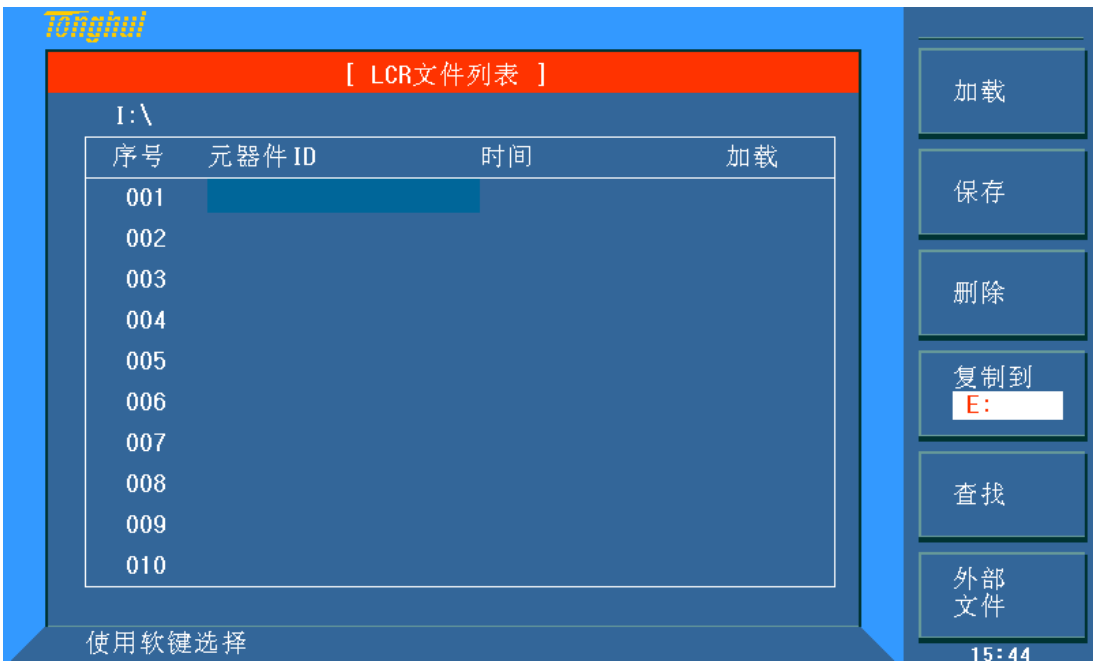 Tonghui
[ LCR文件列表 ]
I:\
序号 元器件ID 时间 加载
001
002
003
004
005
006
007
008
009
010
使用软键选择
加载
保存
删除
复制到
E:
查找
外部
文件
15:44